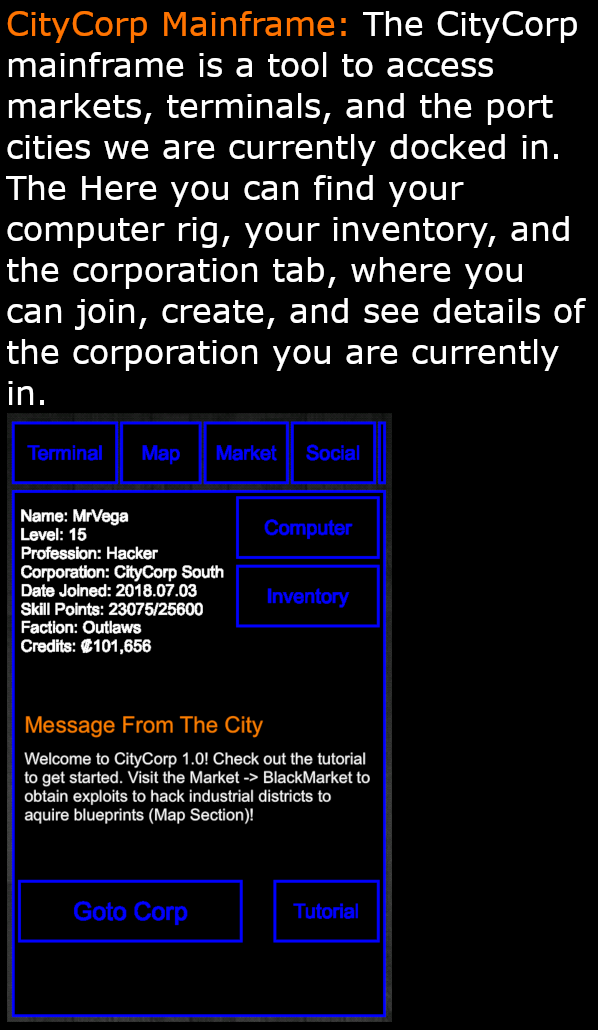 CityCorp Mainframe: The CityCorp
mainframe is a tool to access
markets, terminals, and the port
cities we are currently docked in.
The Here you can find your
computer rig, your inventory, and
the corporation tab, where you
can join, create, and see details of
the corporation you are currently
in.
Terminal Map Market Social
Name: MrVega
Level: 15
Profession: Hacker
Corporation: CityCorp South
Date Joined: 2018.07.03
Skill Points: 23075/25600
Faction: Outlaws
Credits: ₡101,656
Computer
Inventory
Message From The City
Welcome to CityCorp 1.0! Check out the tutorial
to get started. Visit the Market -> BlackMarket to
obtain exploits to hack industrial districts to
aquire blueprints (Map Section)!
Goto Corp Tutorial